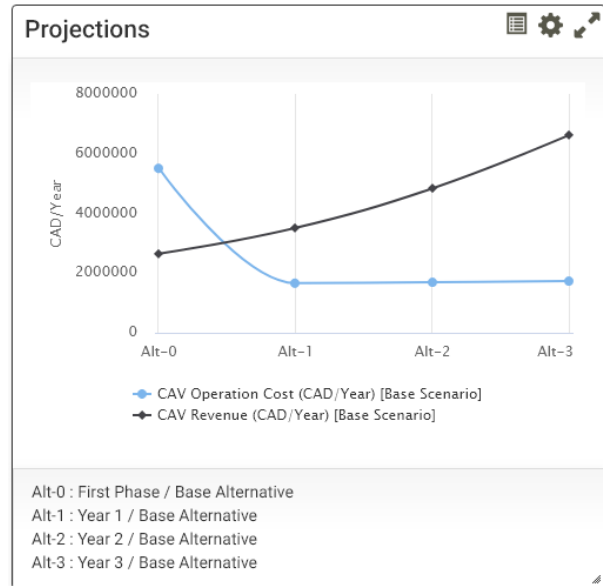 Projections
8000000
6000000
4000000
2000000
0
CAD/Year
Alt-0
Alt-1
Alt-2
Alt-3
CAV Operation Cost (CAD/Year) [Base Scenario]
CAV Revenue (CAD/Year) [Base Scenario]
Alt-0 : First Phase / Base Alternative
Alt-1 : Year 1 / Base Alternative
Alt-2 : Year 2 / Base Alternative
Alt-3 : Year 3 / Base Alternative